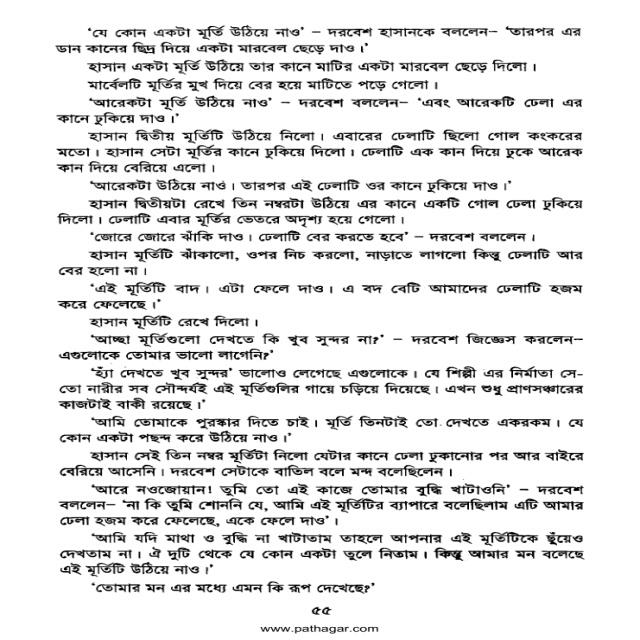 'যে কোন একটা মূর্তি উঠিয়ে নাও' – দরবেশ হাসানকে বললেন– 'তারপর এর
ডান কানের ছিদ্র দিয়ে একটা মারবেল ছেড়ে দাও।'
হাসান একটা মূর্তি উঠিয়ে তার কানে মাটির একটা মারবেল ছেড়ে দিলো।
মার্বেলটি মূর্তির মুখ দিয়ে বের হয়ে মাটিতে পড়ে গেলো।
'আরেকটা মূর্তি উঠিয়ে নাও' – দরবেশ বললেন– 'এবং আরেকটি ঢেলা এর
কানে ঢুকিয়ে দাও।'
হাসান দ্বিতীয় মূর্তিটি উঠিয়ে নিলো। এবারের ঢেলাটি ছিলো গোল কংকরের
মতো। হাসান সেটা মূর্তির কানে ঢুকিয়ে দিলো। ঢেলাটি এক কান দিয়ে ঢুকে আরেক
কান দিয়ে বেরিয়ে এলো।
'আরেকটা উঠিয়ে নাও। তারপর এই ঢেলাটি ওর কানে ঢুকিয়ে দাও।'
হাসান দ্বিতীয়টা রেখে তিন নম্বরটা উঠিয়ে এর কানে একটি গোল ঢেলা ঢুকিয়ে
দিলো। ঢেলাটি এবার মূর্তির ভেতরে অদৃশ্য হয়ে গেলো।
'জোরে জোরে ঝাঁকি দাও। ঢেলাটি বের করতে হবে' – দরবেশ বললেন।
হাসান মূর্তিটি ঝাঁকালো, ওপর নিচ করলো, নাড়াতে লাগলো কিন্তু ঢেলাটি আর
বের হলো না।
'এই মূর্তিটি বাদ। এটা ফেলে দাও। এ বদ বেটি আমাদের ঢেলাটি হজম
করে ফেলেছে।'
হাসান মূর্তিটি রেখে দিলো।
'আচ্ছা মূর্তিগুলো দেখতে কি খুব সুন্দর না?' – দরবেশ জিজ্ঞেস করলেন–
এগুলোকে তোমার ভালো লাগেনি?'
'হ্যাঁ দেখতে খুব সুন্দর' ভালোও লেগেছে এগুলোকে। যে শিল্পী এর নির্মাতা সে-
তো নারীর সব সৌন্দর্যই এই মূর্তিগুলির গায়ে চড়িয়ে দিয়েছে। এখন শুধু প্রাণসঞ্চারের
কাজটাই বাকী রয়েছে।'
'আমি তোমাকে পুরস্কার দিতে চাই। মূর্তি তিনটাই তো দেখতে একরকম। যে
কোন একটা পছন্দ করে উঠিয়ে নাও।'
হাসান সেই তিন নম্বর মূর্তিটা নিলো যেটার কানে ঢেলা ঢুকানোর পর আর বাইরে
বেরিয়ে আসেনি। দরবেশ সেটাকে বাতিল বলে মন্দ বলেছিলেন।
'আরে নওজোয়ান! তুমি তো এই কাজে তোমার বুদ্ধি খাটাওনি' – দরবেশ
বললেন– 'না কি তুমি শোননি যে, আমি এই মূর্তিটির ব্যাপারে বলেছিলাম এটি আমার
ঢেলা হজম করে ফেলেছে, একে ফেলে দাও'।
'আমি যদি মাথা ও বুদ্ধি না খাটাতাম তাহলে আপনার এই মূর্তিটিকে ছুঁয়েও
দেখতাম না। ঐ দুটি থেকে যে কোন একটা তুলে নিতাম। কিন্তু আমার মন বলেছে
এই মূর্তিটি উঠিয়ে নাও।'
'তোমার মন এর মধ্যে এমন কি রূপ দেখেছে?'
৫৫
www.pathagar.com